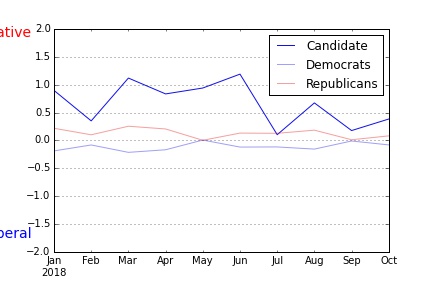 ative
2.0
1.5
1.0
0.5
0.0
−0.5
−1.0
−1.5
−2.0
beral
Candidate
Democrats
Republicans
Jan Feb Mar Apr May Jun Jul Aug Sep Oct
2018